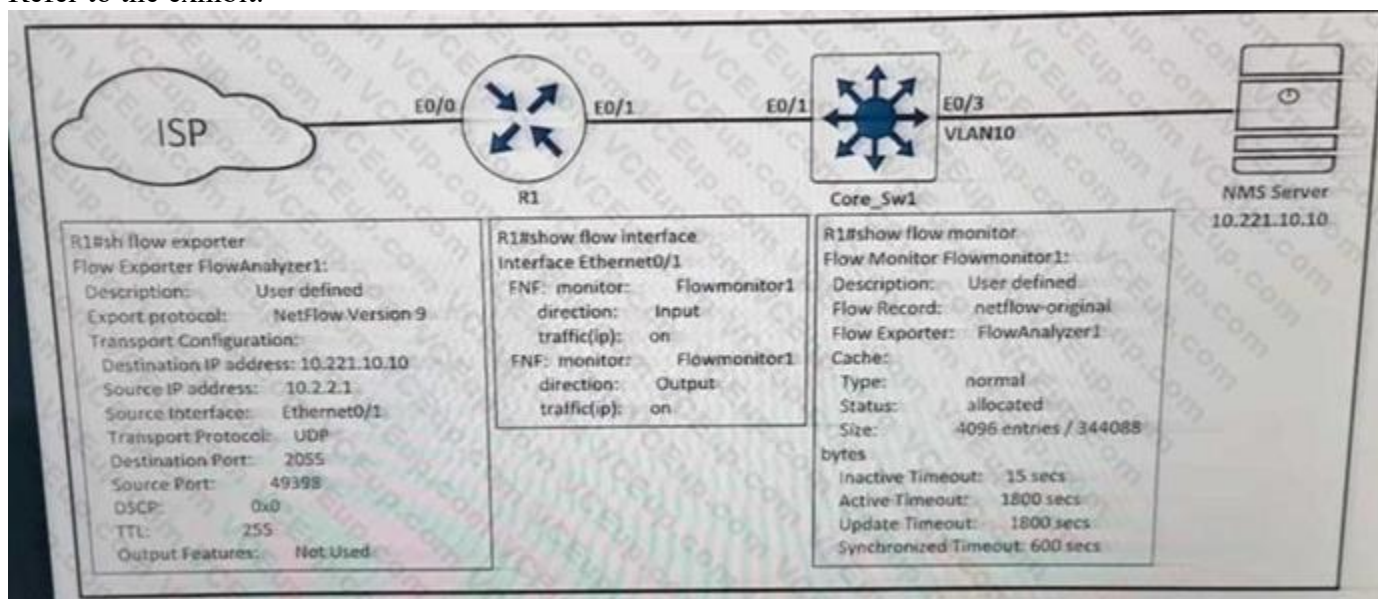 Refer to the exhibit.
ISP
E0/0
E0/1
E0/1
E0/3
VLAN10
R1
Core_Sw1
NMS Server
10.221.10.10
R1#sh flow exporter
Flow Exporter FlowAnalyzer1:
Description: User defined
Export protocol: NetFlow Version 9
Transport Configuration:
Destination IP address: 10.221.10.10
Source IP address: 10.2.2.1
Source Interface: Ethernet0/1
Transport Protocol: UDP
Destination Port: 2055
Source Port: 49398
DSCP: 0x0
TTL: 255
Output Features: Not Used
R1#show flow interface
Interface Ethernet0/1
FNF: monitor: Flowmonitor1
direction: Input
traffic(ip): on
FNF: monitor: Flowmonitor1
direction: Output
traffic(ip): on
R1#show flow monitor
Flow Monitor Flowmonitor1:
Description: User defined
Flow Record: netflow-original
Flow Exporter: FlowAnalyzer1
Cache:
Type: normal
Status: allocated
Size: 4096 entries / 344088
bytes
Inactive Timeout: 15 secs
Active Timeout: 1800 secs
Update Timeout: 1800 secs
Synchronized Timeout: 600 secs
VCEup.com